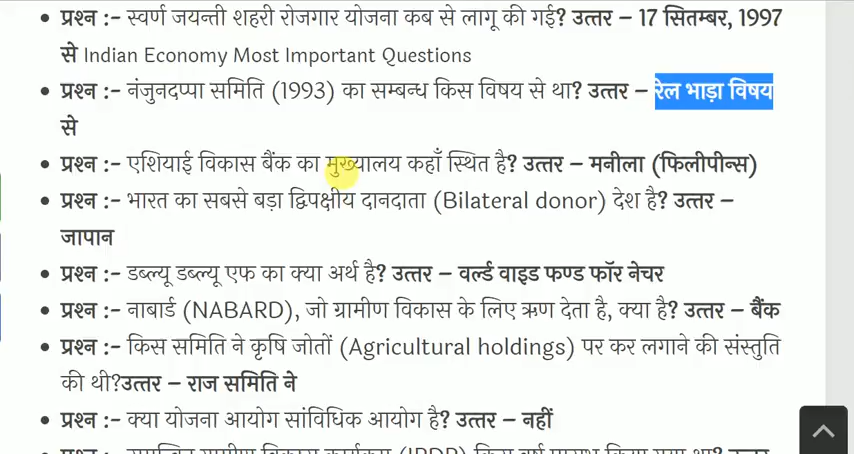 • प्रश्न :- स्वर्ण जयन्ती शहरी रोजगार योजना कब से लागू की गई? उत्तर – 17 सितम्बर, 1997
से Indian Economy Most Important Questions
• प्रश्न :- नंजुनदप्पा समिति (1993) का सम्बन्ध किस विषय से था? उत्तर – रेल भाड़ा विषय
से
• प्रश्न :- एशियाई विकास बैंक का मुख्यालय कहाँ स्थित है? उत्तर – मनीला (फिलीपीन्स)
• प्रश्न :- भारत का सबसे बड़ा द्विपक्षीय दानदाता (Bilateral donor) देश है? उत्तर –
जापान
• प्रश्न :- डब्ल्यू डब्ल्यू एफ का क्या अर्थ है? उत्तर – वर्ल्ड वाइड फण्ड फॉर नेचर
• प्रश्न :- नाबार्ड (NABARD), जो ग्रामीण विकास के लिए ऋण देता है, क्या है? उत्तर – बैंक
• प्रश्न :- किस समिति ने कृषि जोतों (Agricultural holdings) पर कर लगाने की संस्तुति
की थी?उत्तर – राज समिति ने
• प्रश्न :- क्या योजना आयोग सांविधिक आयोग है? उत्तर – नहीं